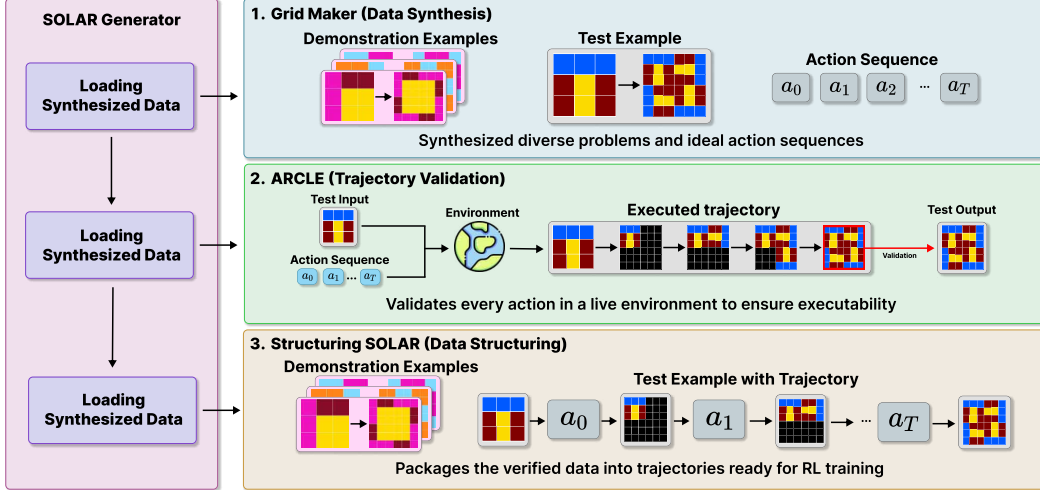 SOLAR Generator
Loading
Synthesized Data
Loading
Synthesized Data
Loading
Synthesized Data
1. Grid Maker (Data Synthesis)
Demonstration Examples
Test Example
Action Sequence
a₀ a₁ a₂ ... a_T
Synthesized diverse problems and ideal action sequences
2. ARCLE (Trajectory Validation)
Test Input
Action Sequence
a₀ a₁ ... a_T
Environment
Executed trajectory
Validation
Test Output
Validates every action in a live environment to ensure executability
3. Structuring SOLAR (Data Structuring)
Demonstration Examples
Test Example with Trajectory
a₀ a₁ ... a_T
Packages the verified data into trajectories ready for RL training